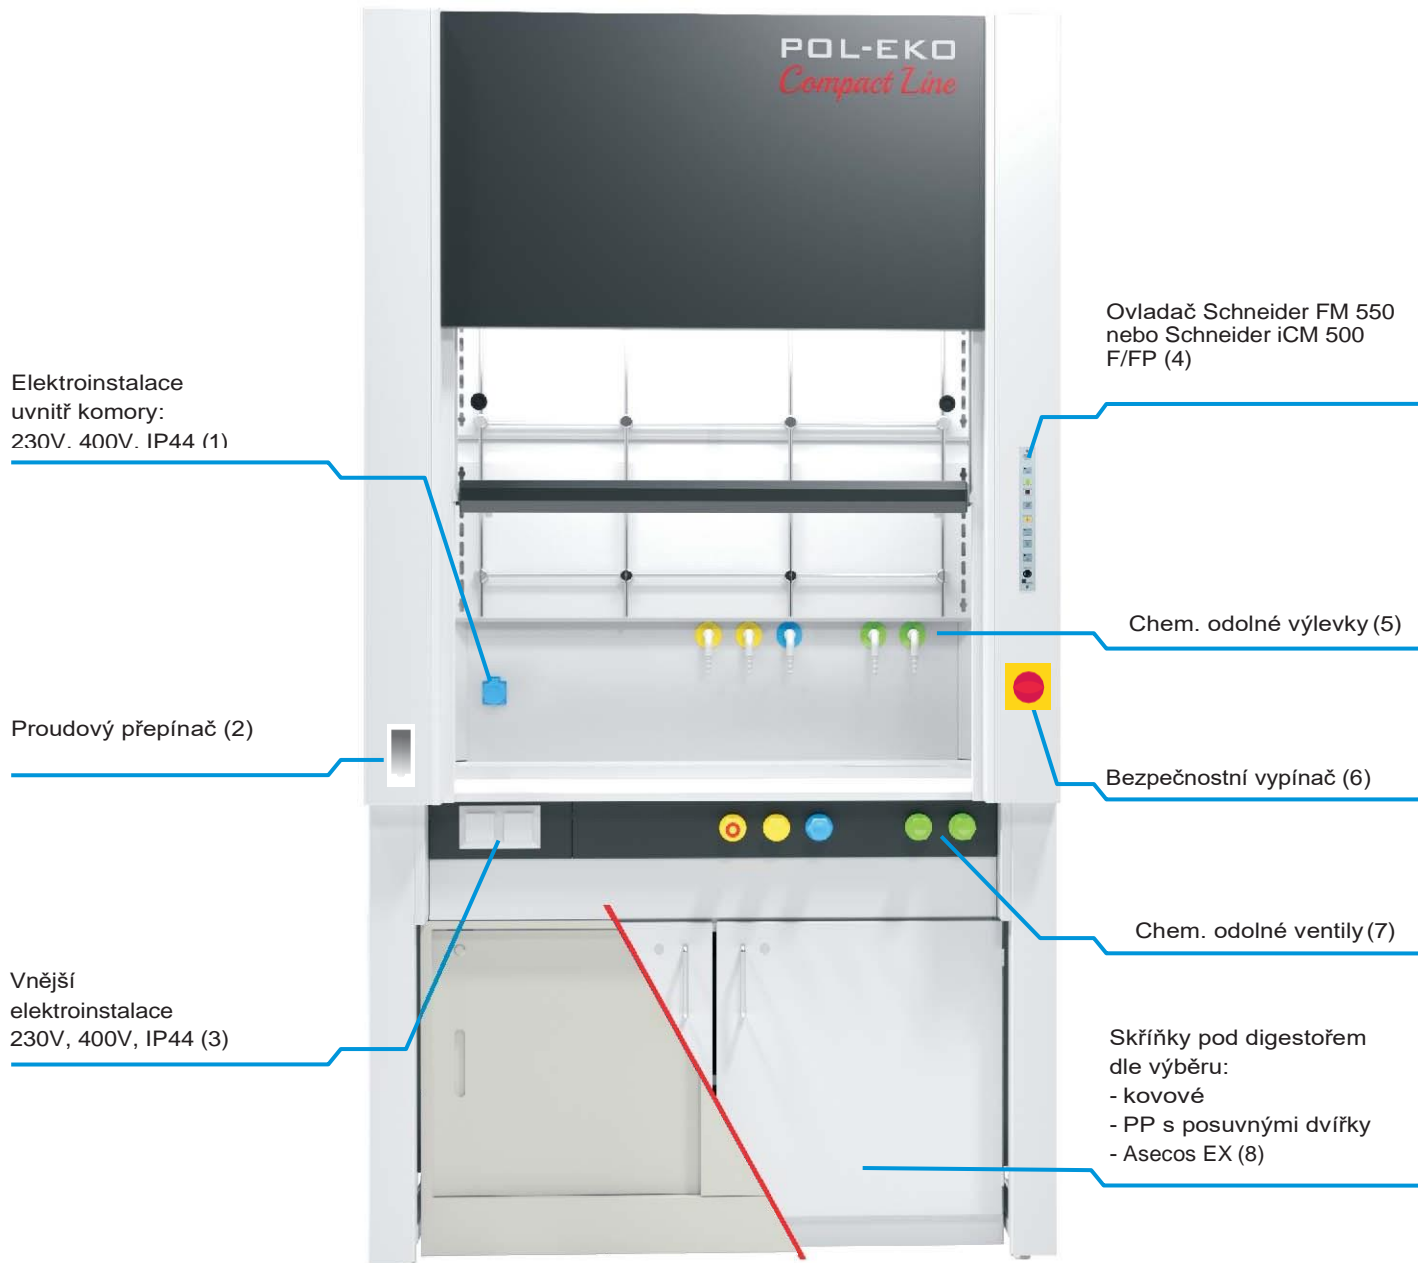 POL-EKO
Compact Line
Elektroinstalace
uvnitř komory:
230V, 400V, IP44 (1)
Proudový přepínač (2)
Vnější
elektroinstalace
230V, 400V, IP44 (3)
Ovladač Schneider FM 550
nebo Schneider iCM 500
F/FP (4)
Chem. odolné výlevky (5)
Bezpečnostní vypínač (6)
Chem. odolné ventily (7)
Skříňky pod digestořem
dle výběru:
- kovové
- PP s posuvnými dvířky
- Asecos EX (8)